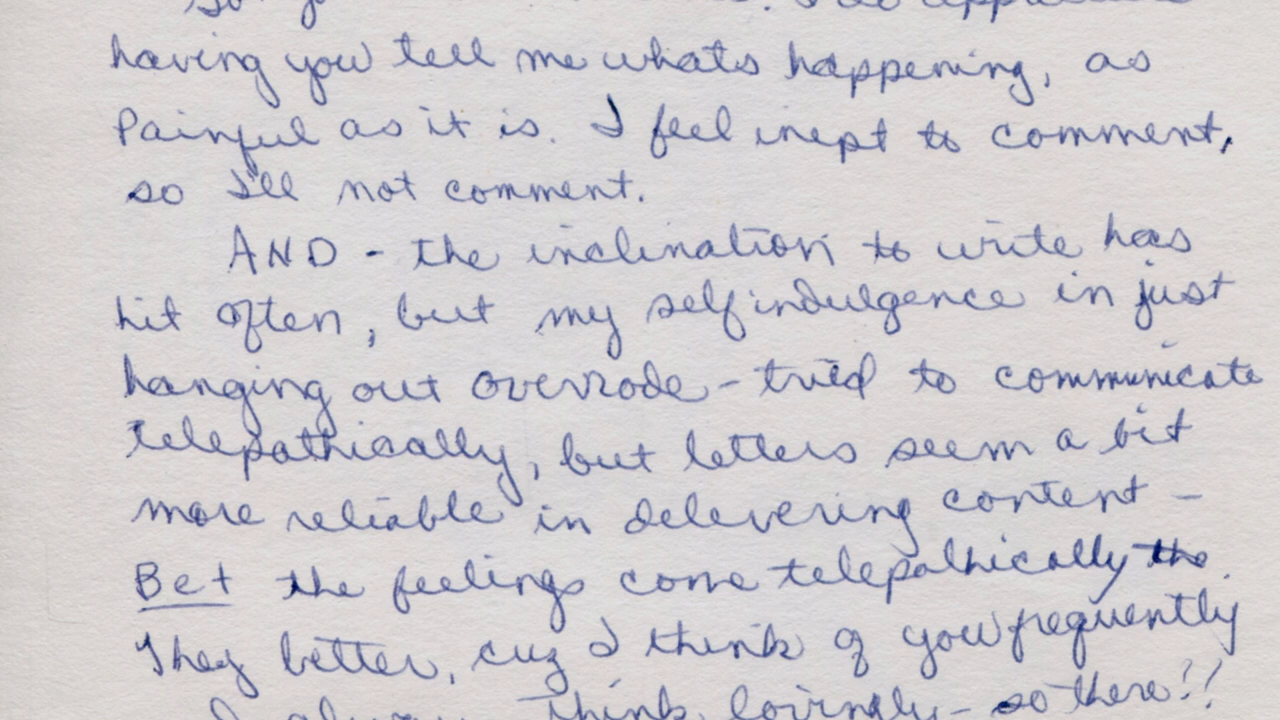 having you tell me whats happening, as
Painful as it is. I feel inept to comment,
so I'll not comment.
AND - the inclination to write has
hit often, but my self indulgence in just
hanging out overrode - tried to communicate
telepathically, but letters seem a bit
more reliable in delevering content -
Bet the feelings come telepathically tho.
They better, cuz I think of you frequently
think lovingly - so there!!